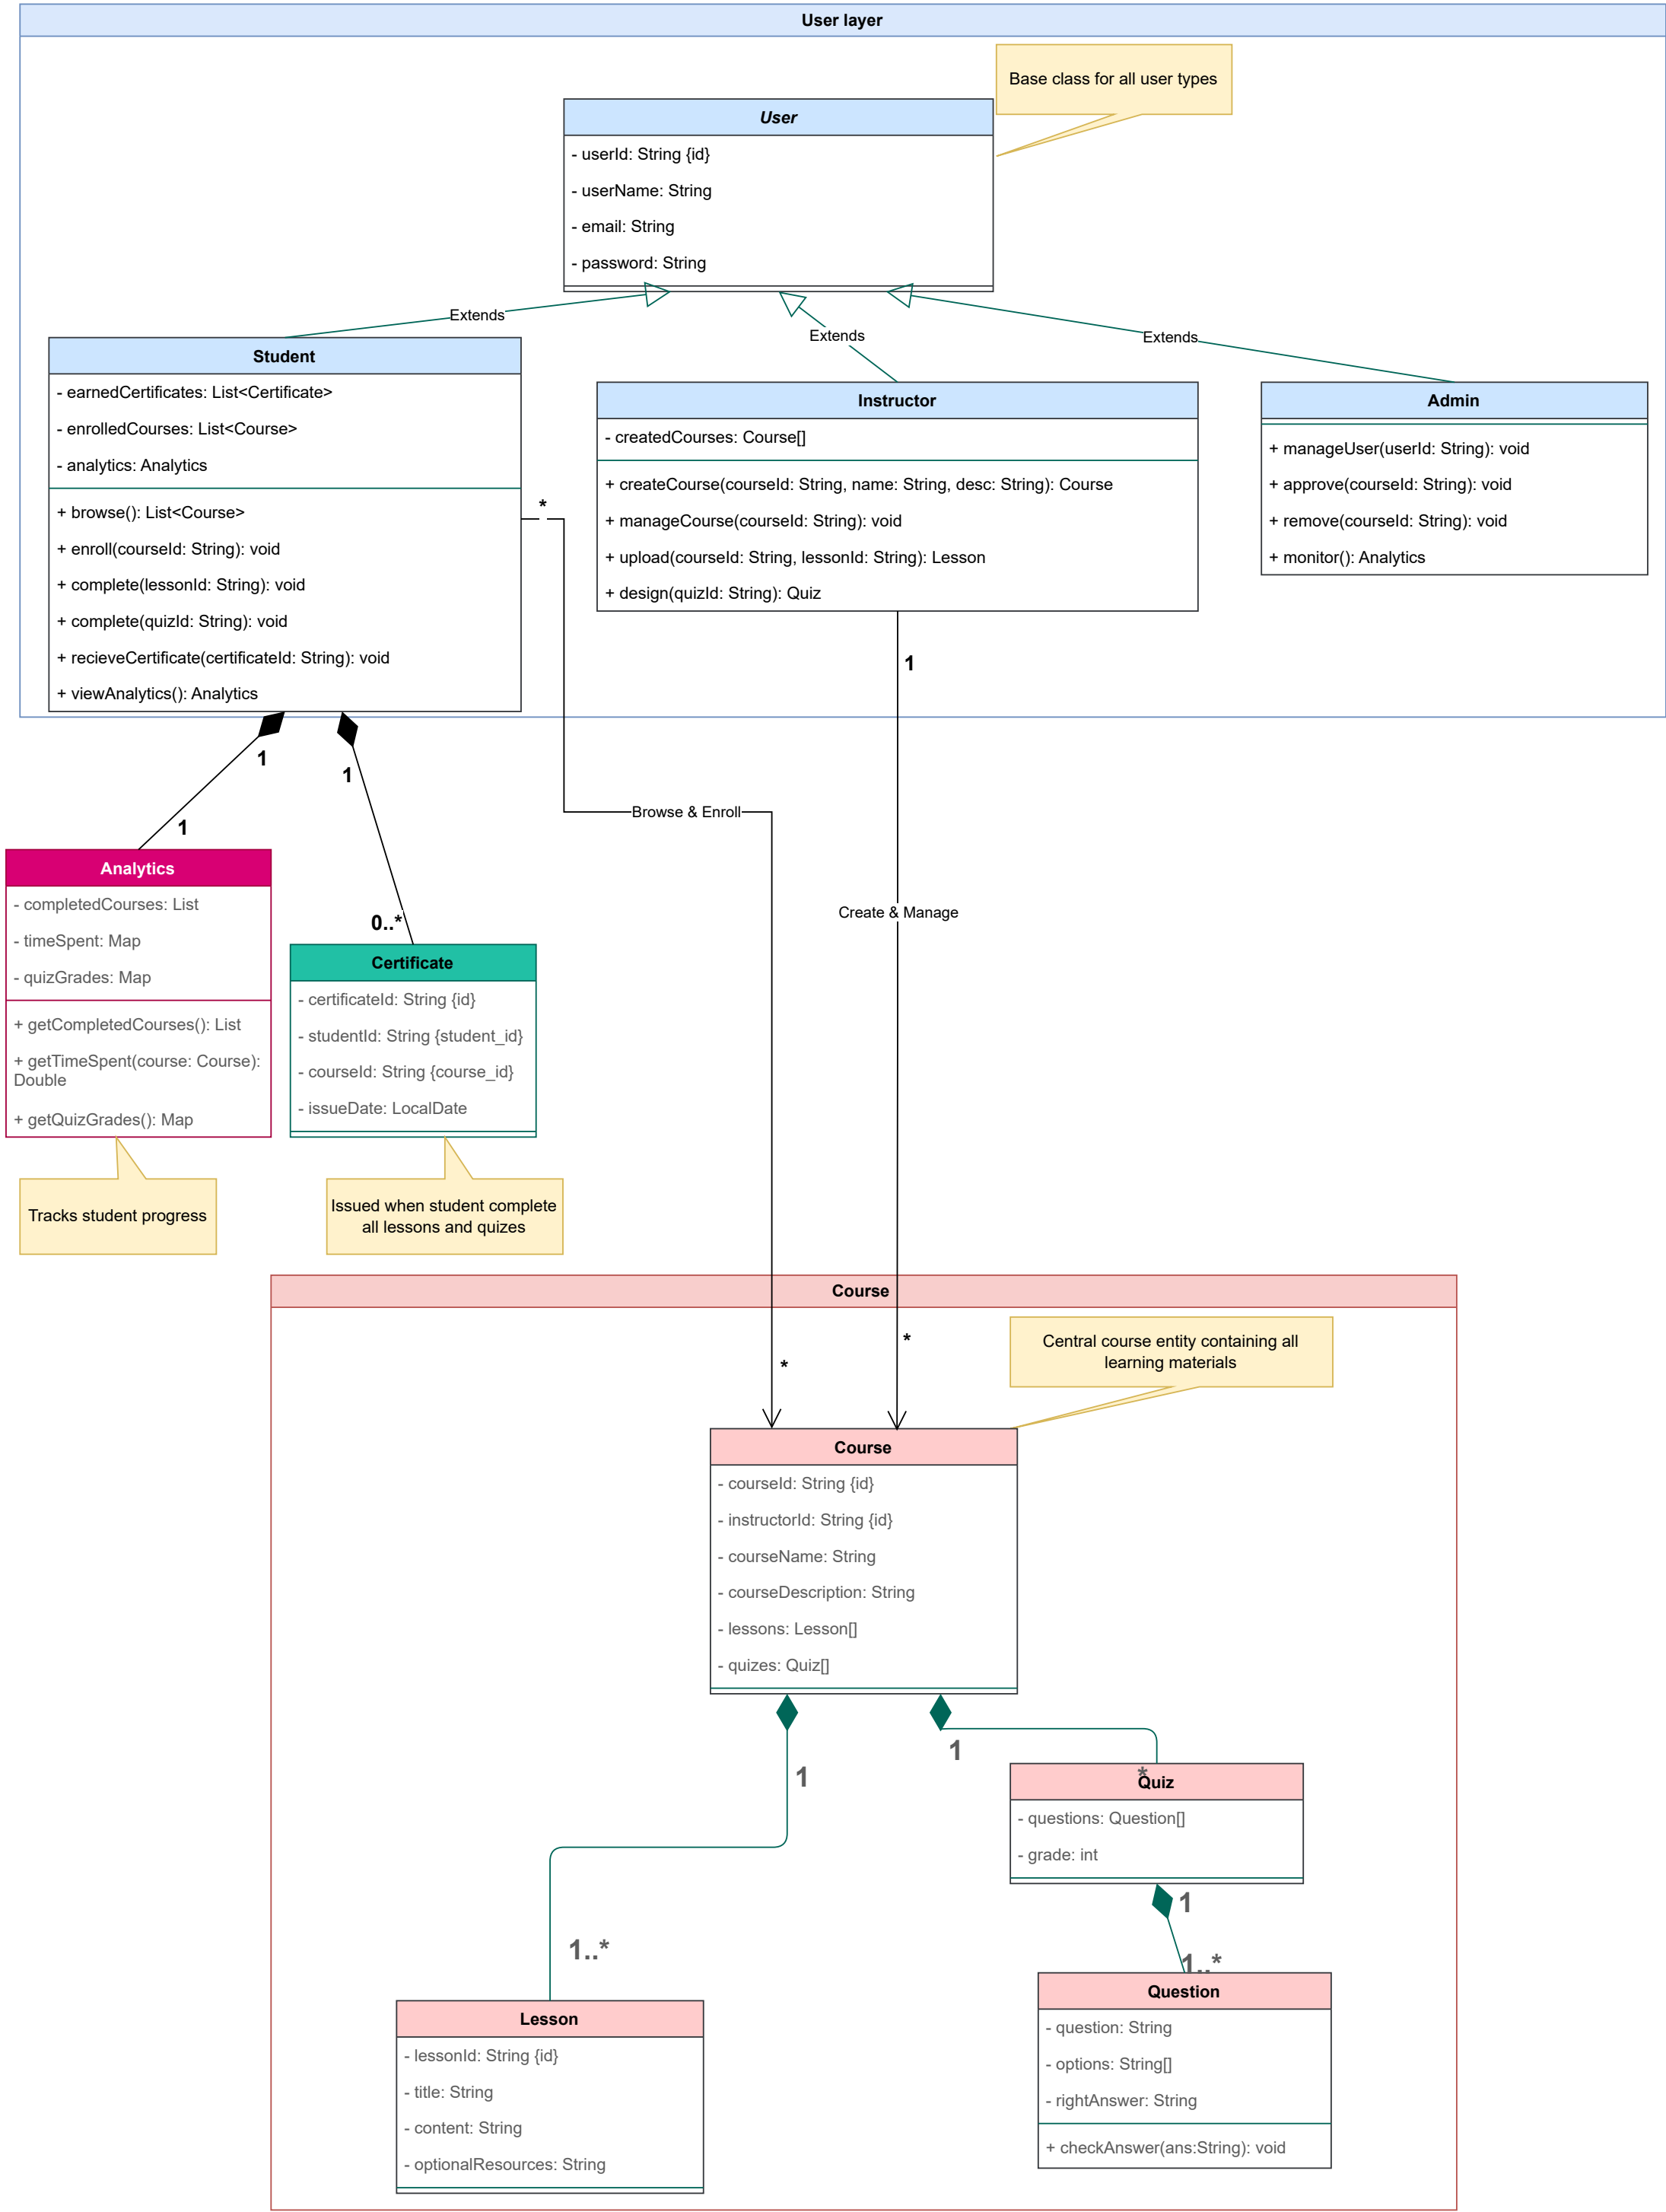 User layer
Base class for all user types
User
- userId: String {id}
- userName: String
- email: String
- password: String
Extends
Extends
Extends
Student
- earnedCertificates: List<Certificate>
- enrolledCourses: List<Course>
- analytics: Analytics
+ browse(): List<Course>
+ enroll(courseId: String): void
+ complete(lessonId: String): void
+ complete(quizId: String): void
+ recieveCertificate(certificateId: String): void
+ viewAnalytics(): Analytics
Instructor
- createdCourses: Course[]
+ createCourse(courseId: String, name: String, desc: String): Course
+ manageCourse(courseId: String): void
+ upload(courseId: String, lessonId: String): Lesson
+ design(quizId: String): Quiz
Admin
+ manageUser(userId: String): void
+ approve(courseId: String): void
+ remove(courseId: String): void
+ monitor(): Analytics
*
1
1
1
1
0..*
Browse & Enroll
Create & Manage
Analytics
- completedCourses: List
- timeSpent: Map
- quizGrades: Map
+ getCompletedCourses(): List
+ getTimeSpent(course: Course):
Double
+ getQuizGrades(): Map
Certificate
- certificateId: String {id}
- studentId: String {student_id}
- courseId: String {course_id}
- issueDate: LocalDate
Tracks student progress
Issued when student complete
all lessons and quizes
Course
*
*
Central course entity containing all
learning materials
Course
- courseId: String {id}
- instructorId: String {id}
- courseName: String
- courseDescription: String
- lessons: Lesson[]
- quizes: Quiz[]
1
1
*
Quiz
- questions: Question[]
- grade: int
1
1..*
1..*
Question
- question: String
- options: String[]
- rightAnswer: String
+ checkAnswer(ans:String): void
Lesson
- lessonId: String {id}
- title: String
- content: String
- optionalResources: String